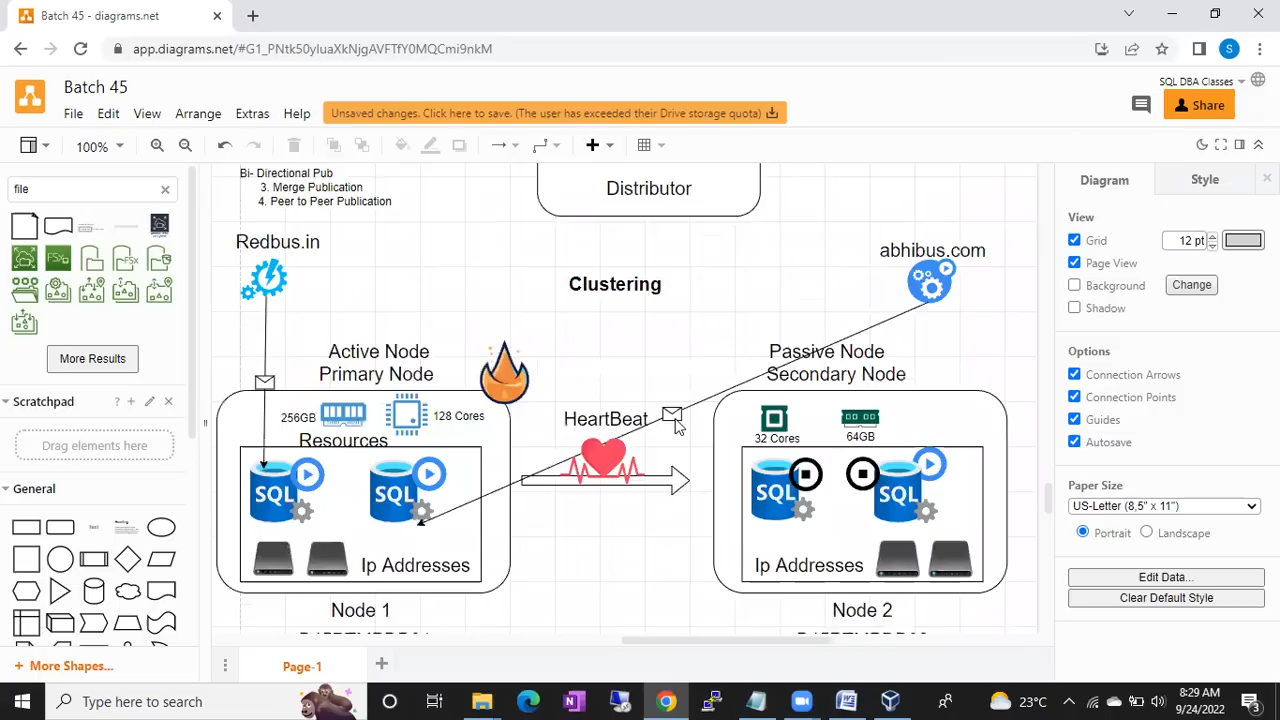 Batch 45 - diagrams.net
app.diagrams.net/#G1_PNtk50yluaXkNjgAVFTfY0MQCmi9nkM
S
Batch 45
SQL DBA Classes
File Edit View Arrange Extras Help
Unsaved changes. Click here to save. (The user has exceeded their Drive storage quota)
Share
100%
file
More Results
Scratchpad
?
Drag elements here
General
More Shapes...
Bi- Directional Pub
3. Merge Publication
4. Peer to Peer Publication
Distributor
Redbus.in
abhibus.com
Clustering
Active Node
Primary Node
Passive Node
Secondary Node
256GB
128 Cores
Resources
HeartBeat
32 Cores
64GB
SQL
SQL
SQL
SQL
Ip Addresses
Ip Addresses
Node 1
Node 2
Page-1
Diagram
Style
View
Grid
12 pt
Page View
Background
Change
Shadow
Options
Connection Arrows
Connection Points
Guides
Autosave
Paper Size
US-Letter (8,5" x 11")
Portrait
Landscape
Edit Data...
Clear Default Style
Type here to search
23°C
8:29 AM
9/24/2022
3